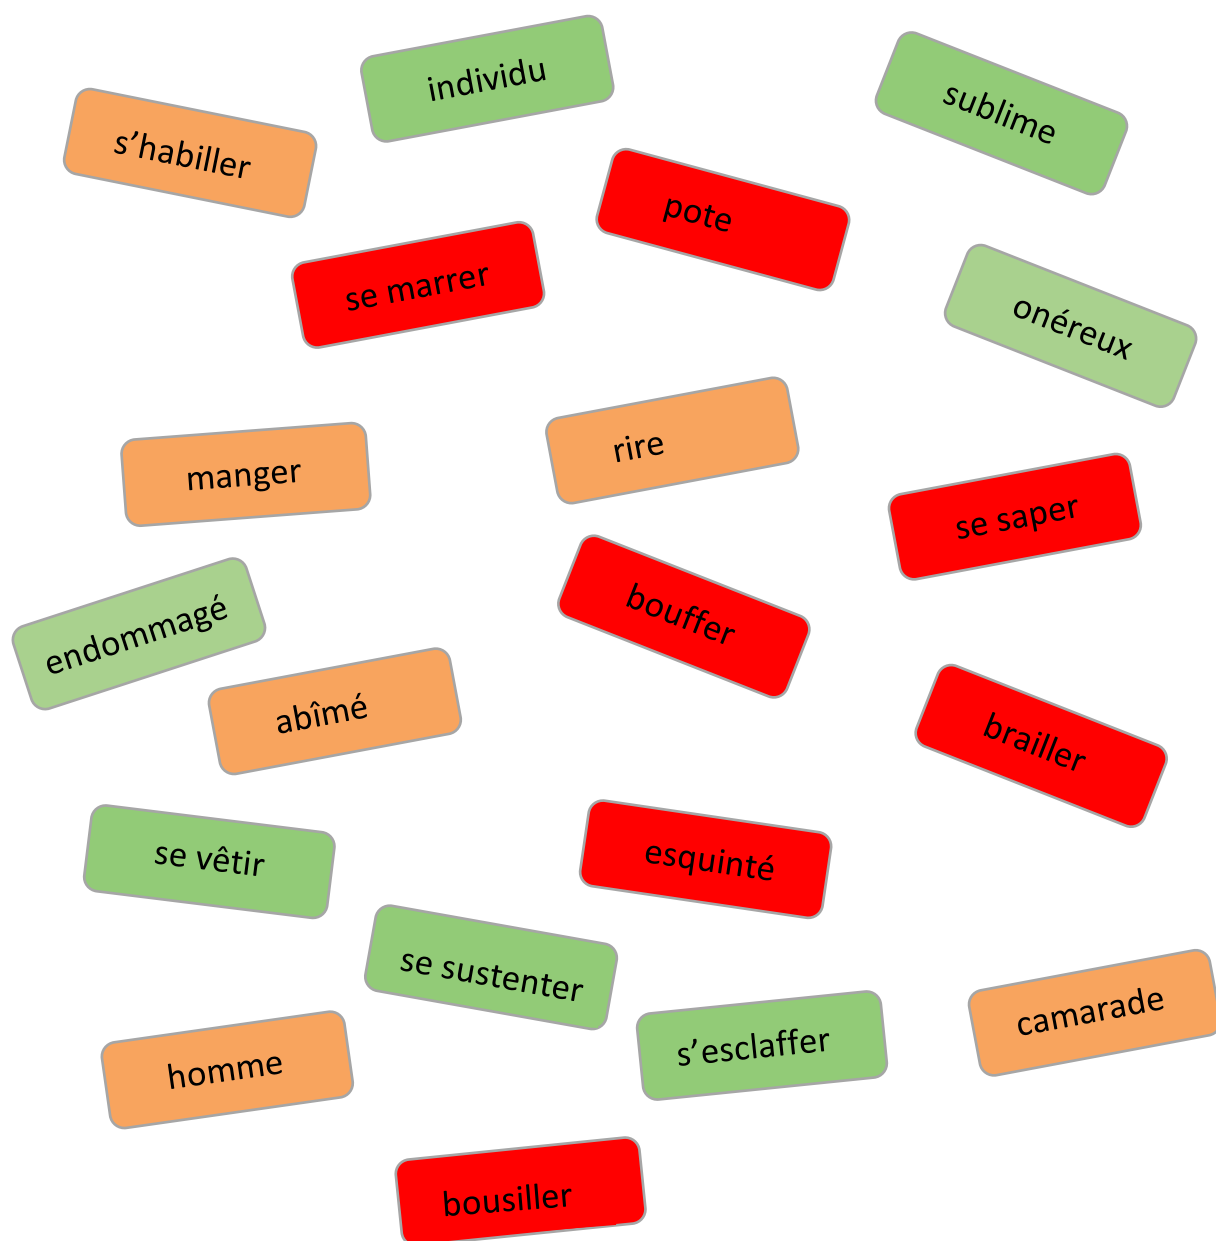 individu
sublime
s’habiller
pote
se marrer
onéreux
rire
manger
se saper
bouffer
endommagé
abîmé
brailler
se vêtir
esquinté
se sustenter
camarade
s’esclaffer
homme
bousiller